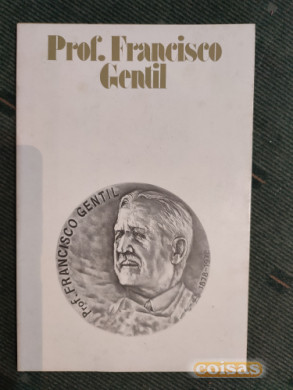 Prof. Francisco
Gentil
Prof. FRANCISCO GENTIL
coisas